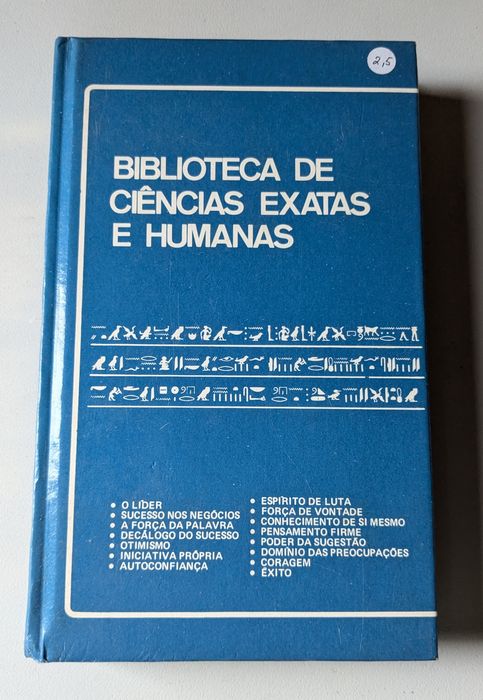 2,5
BIBLIOTECA DE
CIÊNCIAS EXATAS
E HUMANAS
• O LÍDER
• SUCESSO NOS NEGÓCIOS
• A FORÇA DA PALAVRA
• DECÁLOGO DO SUCESSO
• OTIMISMO
• INICIATIVA PRÓPRIA
• AUTOCONFIANÇA
• ESPÍRITO DE LUTA
• FORÇA DE VONTADE
• CONHECIMENTO DE SI MESMO
• PENSAMENTO FIRME
• PODER DA SUGESTÃO
• DOMÍNIO DAS PREOCUPAÇÕES
• CORAGEM
• ÊXITO